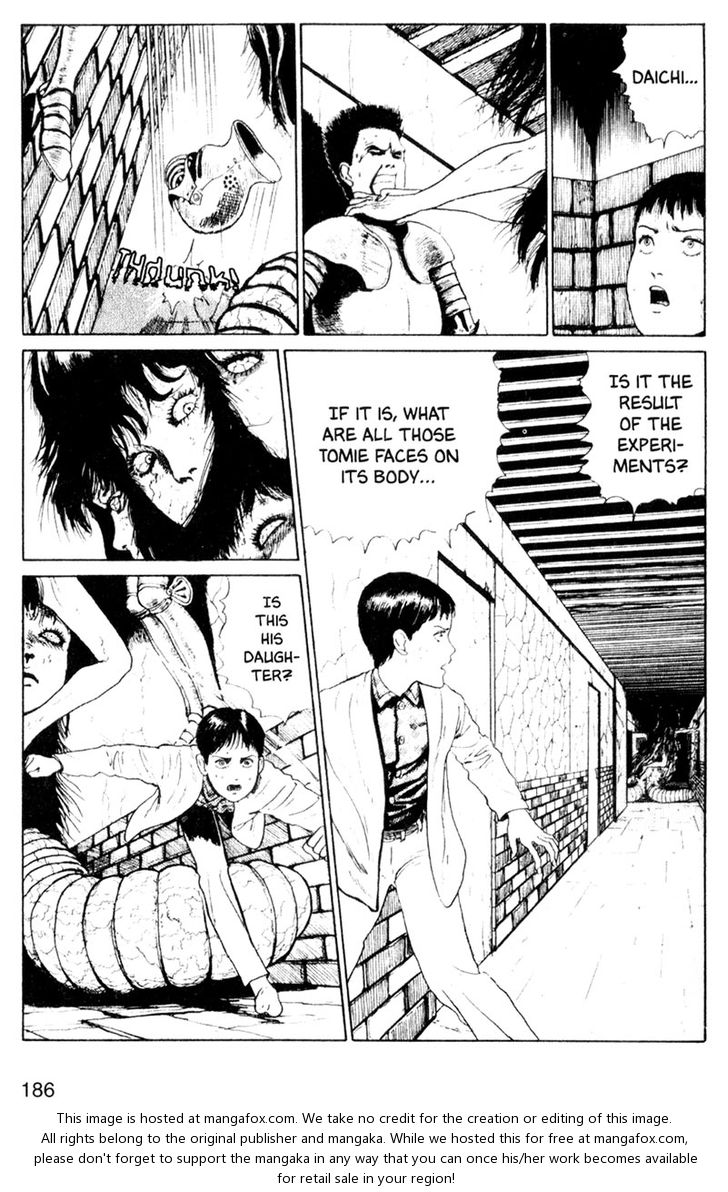 DAICHI...
THdUNK!
IS IT THE
RESULT
OF THE
EXPERI-
MENTS?
IF IT IS, WHAT
ARE ALL THOSE
TOMIE FACES ON
ITS BODY...
IS
THIS
HIS
DAUGH-
TER?
186
This image is hosted at mangafox.com. We take no credit for the creation or editing of this image.
All rights belong to the original publisher and mangaka. While we hosted this for free at mangafox.com,
please don't forget to support the mangaka in any way that you can once his/her work becomes available
for retail sale in your region!